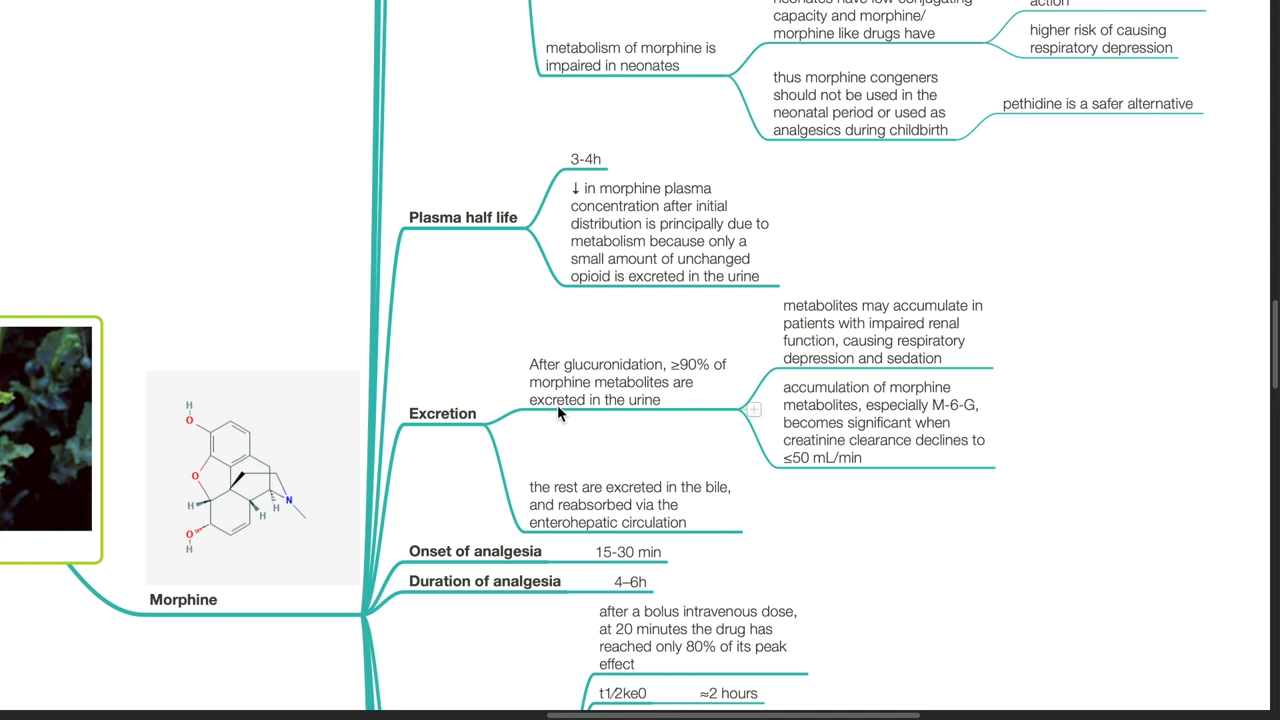 neonates have low conjugating
capacity and morphine/
morphine like drugs have
action
higher risk of causing
respiratory depression
metabolism of morphine is
impaired in neonates
thus morphine congeners
should not be used in the
neonatal period or used as
analgesics during childbirth
pethidine is a safer alternative
Plasma half life
3-4h
↓ in morphine plasma
concentration after initial
distribution is principally due to
metabolism because only a
small amount of unchanged
opioid is excreted in the urine
Excretion
After glucuronidation, ≥90% of
morphine metabolites are
excreted in the urine
metabolites may accumulate in
patients with impaired renal
function, causing respiratory
depression and sedation
accumulation of morphine
metabolites, especially M-6-G,
becomes significant when
creatinine clearance declines to
≤50 mL/min
the rest are excreted in the bile,
and reabsorbed via the
enterohepatic circulation
H
O
O
H
H
H
N
O
H
Onset of analgesia
15-30 min
Duration of analgesia
4–6h
Morphine
after a bolus intravenous dose,
at 20 minutes the drug has
reached only 80% of its peak
effect
t1⁄2ke0
≈2 hours